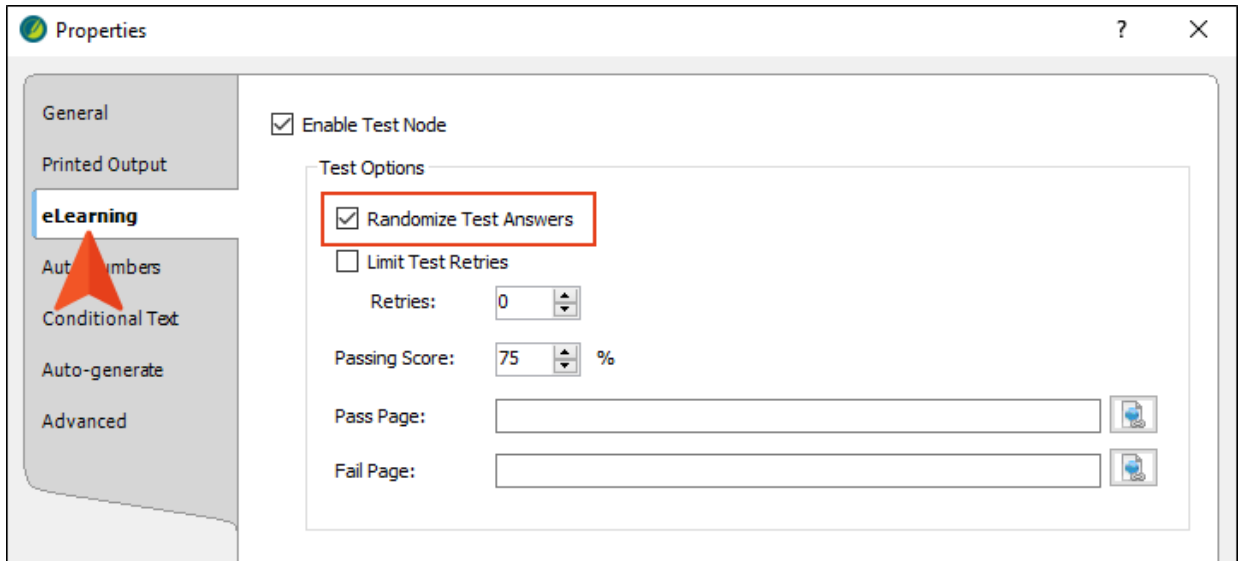 Properties
?
General
Enable Test Node
Printed Output
Test Options
eLearning
Randomize Test Answers
Limit Test Retries
Retries: 0
Conditional Text
Passing Score: 75 %
Auto-generate
Pass Page:
Advanced
Fail Page: